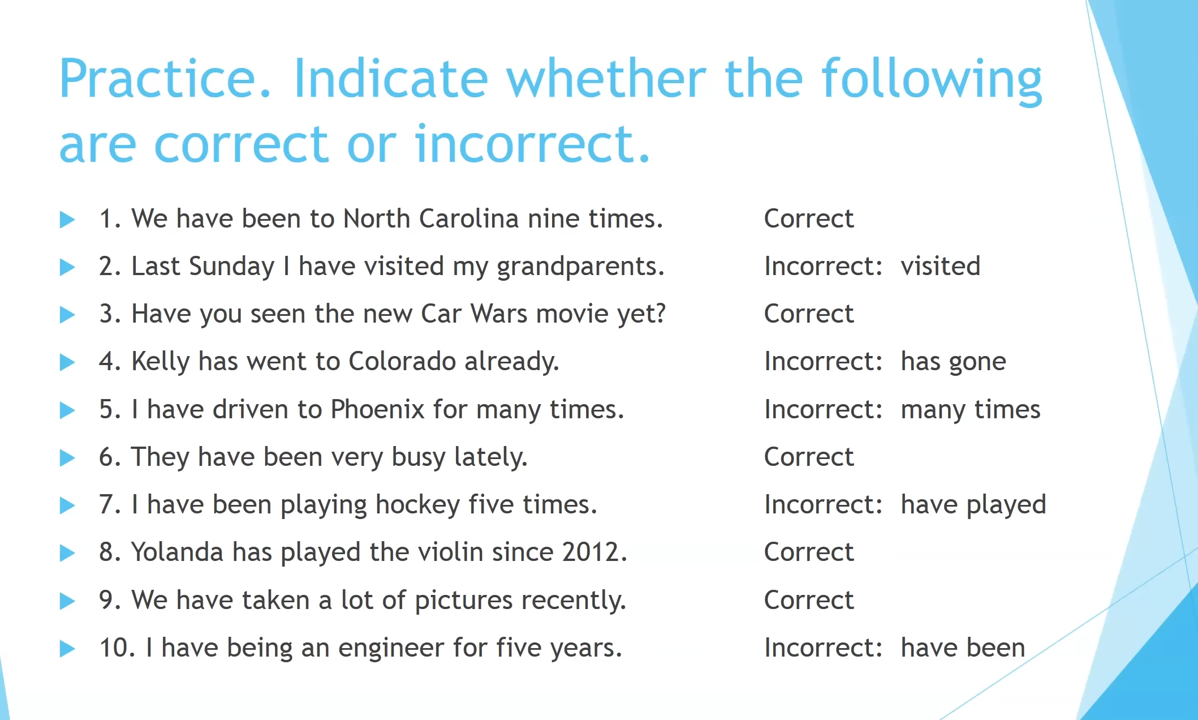 Practice. Indicate whether the following
are correct or incorrect.
1. We have been to North Carolina nine times. Correct
2. Last Sunday I have visited my grandparents. Incorrect: visited
3. Have you seen the new Car Wars movie yet? Correct
4. Kelly has went to Colorado already. Incorrect: has gone
5. I have driven to Phoenix for many times. Incorrect: many times
6. They have been very busy lately. Correct
7. I have been playing hockey five times. Incorrect: have played
8. Yolanda has played the violin since 2012. Correct
9. We have taken a lot of pictures recently. Correct
10. I have being an engineer for five years. Incorrect: have been